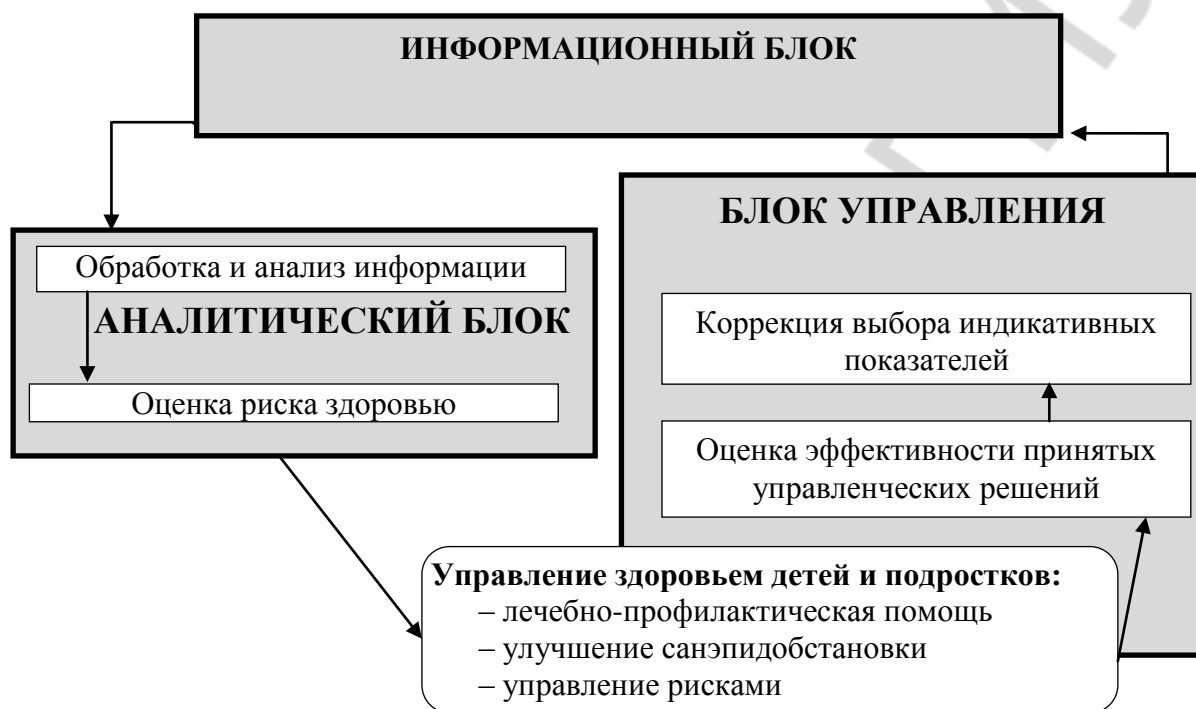 ИНФОРМАЦИОННЫЙ БЛОК
Обработка и анализ информации
АНАЛИТИЧЕСКИЙ БЛОК
Оценка риска здоровью
БЛОК УПРАВЛЕНИЯ
Коррекция выбора индикативных
показателей
Оценка эффективности принятых
управленческих решений
Управление здоровьем детей и подростков:
– лечебно-профилактическая помощь
– улучшение санэпидобстановки
– управление рисками